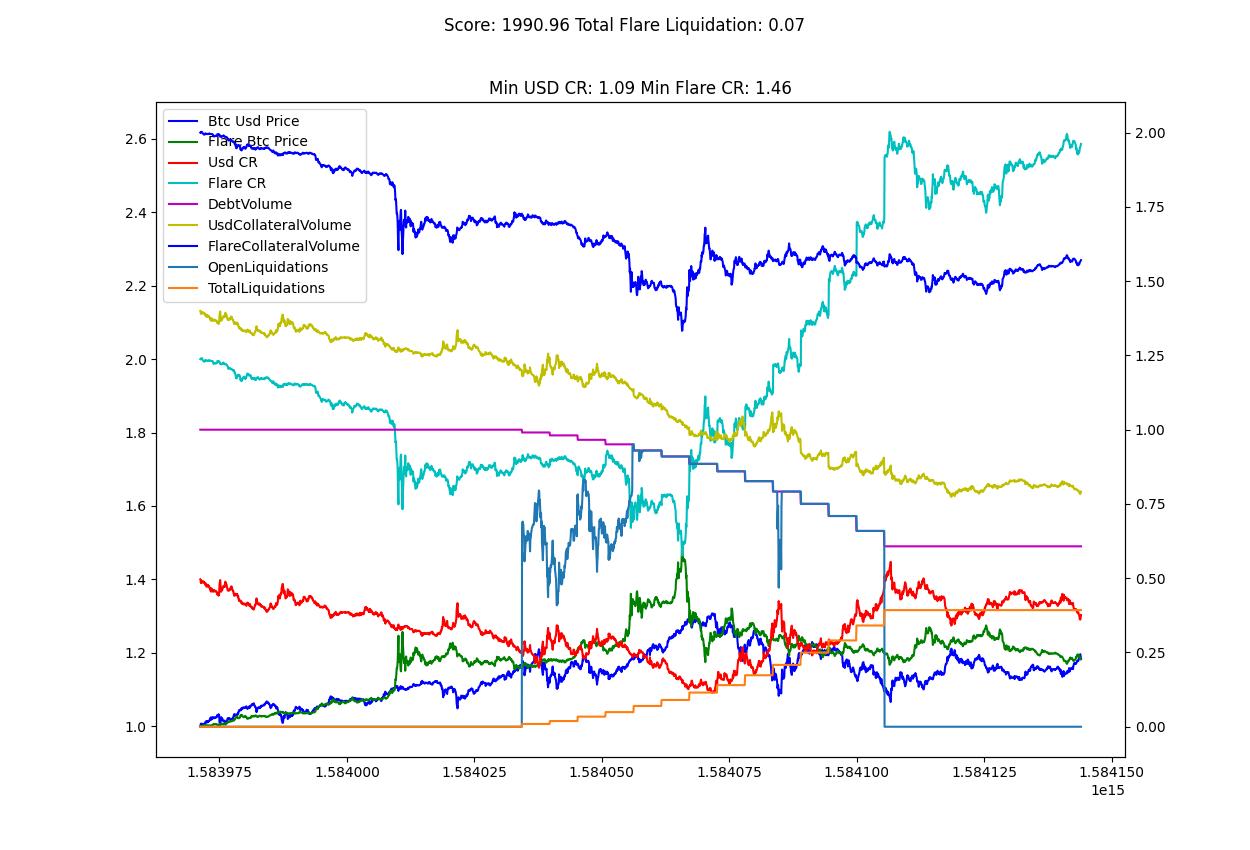 Score: 1990.96 Total Flare Liquidation: 0.07
Min USD CR: 1.09 Min Flare CR: 1.46
Btc Usd Price
Flare Btc Price
Usd CR
Flare CR
DebtVolume
UsdCollateralVolume
FlareCollateralVolume
OpenLiquidations
TotalLiquidations
2.6
2.4
2.2
2.0
1.8
1.6
1.4
1.2
1.0
2.00
1.75
1.50
1.25
1.00
0.75
0.50
0.25
0.00
1.583975 1.584000 1.584025 1.584050 1.584075 1.584100 1.584125 1.584150
1e15